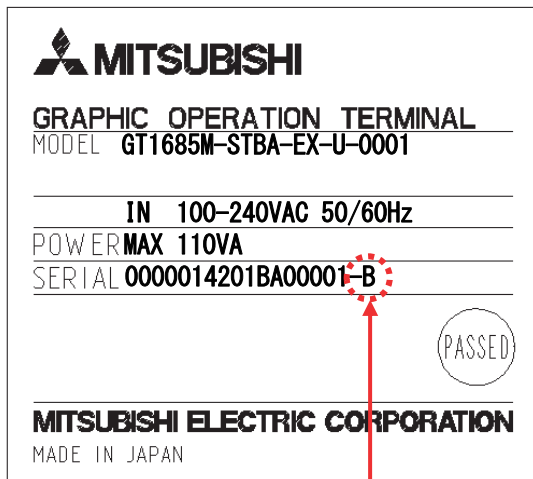 MITSUBISHI
GRAPHIC OPERATION TERMINAL
MODEL GT1685M-STBA-EX-U-0001
IN 100-240VAC 50/60Hz
POWER MAX 110VA
SERIAL 0000014201BA00001-B
PASSED
MITSUBISHI ELECTRIC CORPORATION
MADE IN JAPAN